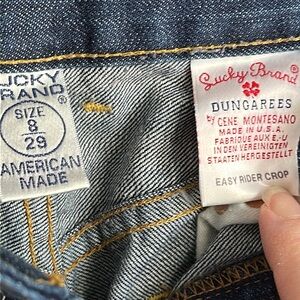 UCKY
RAND®
SIZE
8
29
AMERICAN
MADE
Lucky Brand®
DUNGAREES
by GENE MONTESANO
MADE IN U.S.A.
FABRIQUE AUX E.-U
IN DEN VEREINIGTEN
STAATEN HERGESTELLT
EASY RIDER CROP